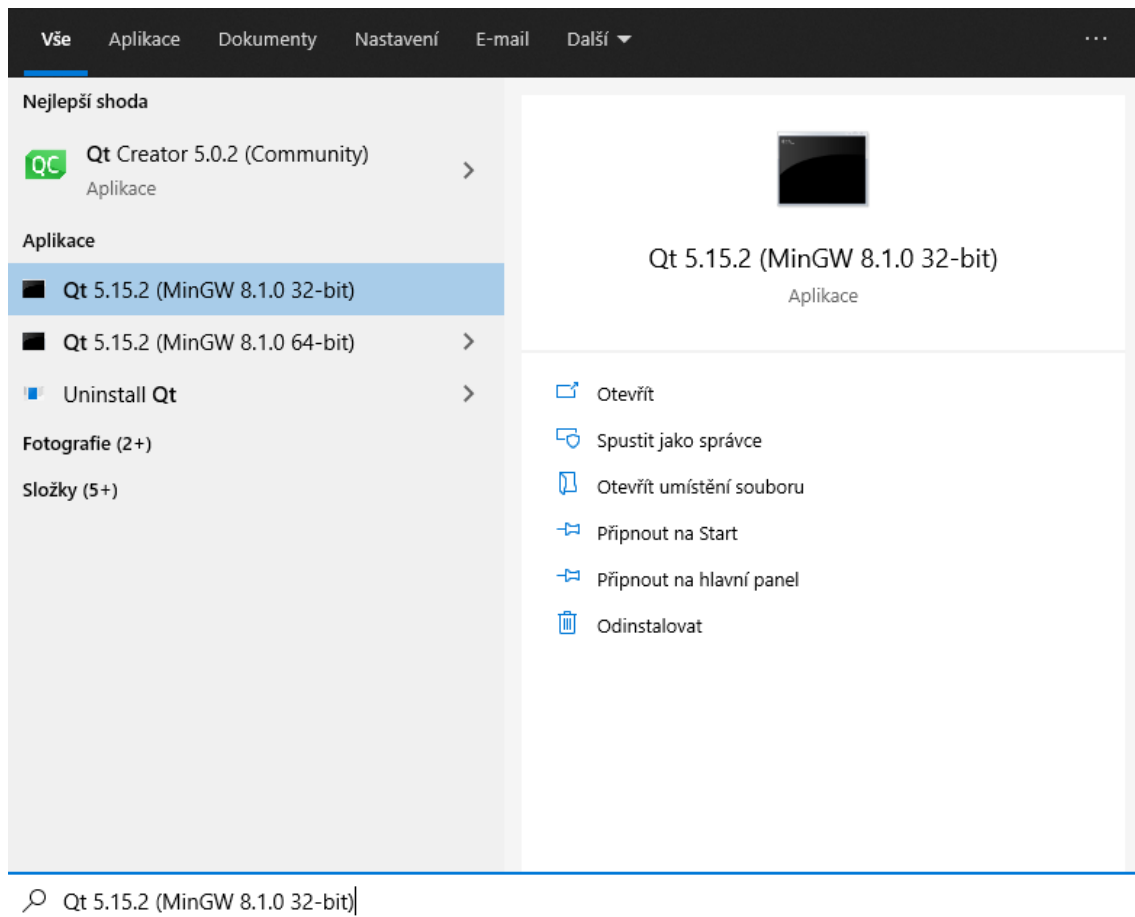 Vše Aplikace Dokumenty Nastavení E-mail Další ...
Nejlepší shoda
QC
Qt Creator 5.0.2 (Community)
Aplikace
Aplikace
Qt 5.15.2 (MinGW 8.1.0 32-bit)
Qt 5.15.2 (MinGW 8.1.0 64-bit)
Uninstall Qt
Fotografie (2+)
Složky (5+)
Qt 5.15.2 (MinGW 8.1.0 32-bit)
Aplikace
Otevřít
Spustit jako správce
Otevřít umístění souboru
Připnout na Start
Připnout na hlavní panel
Odinstalovat
Qt 5.15.2 (MinGW 8.1.0 32-bit)